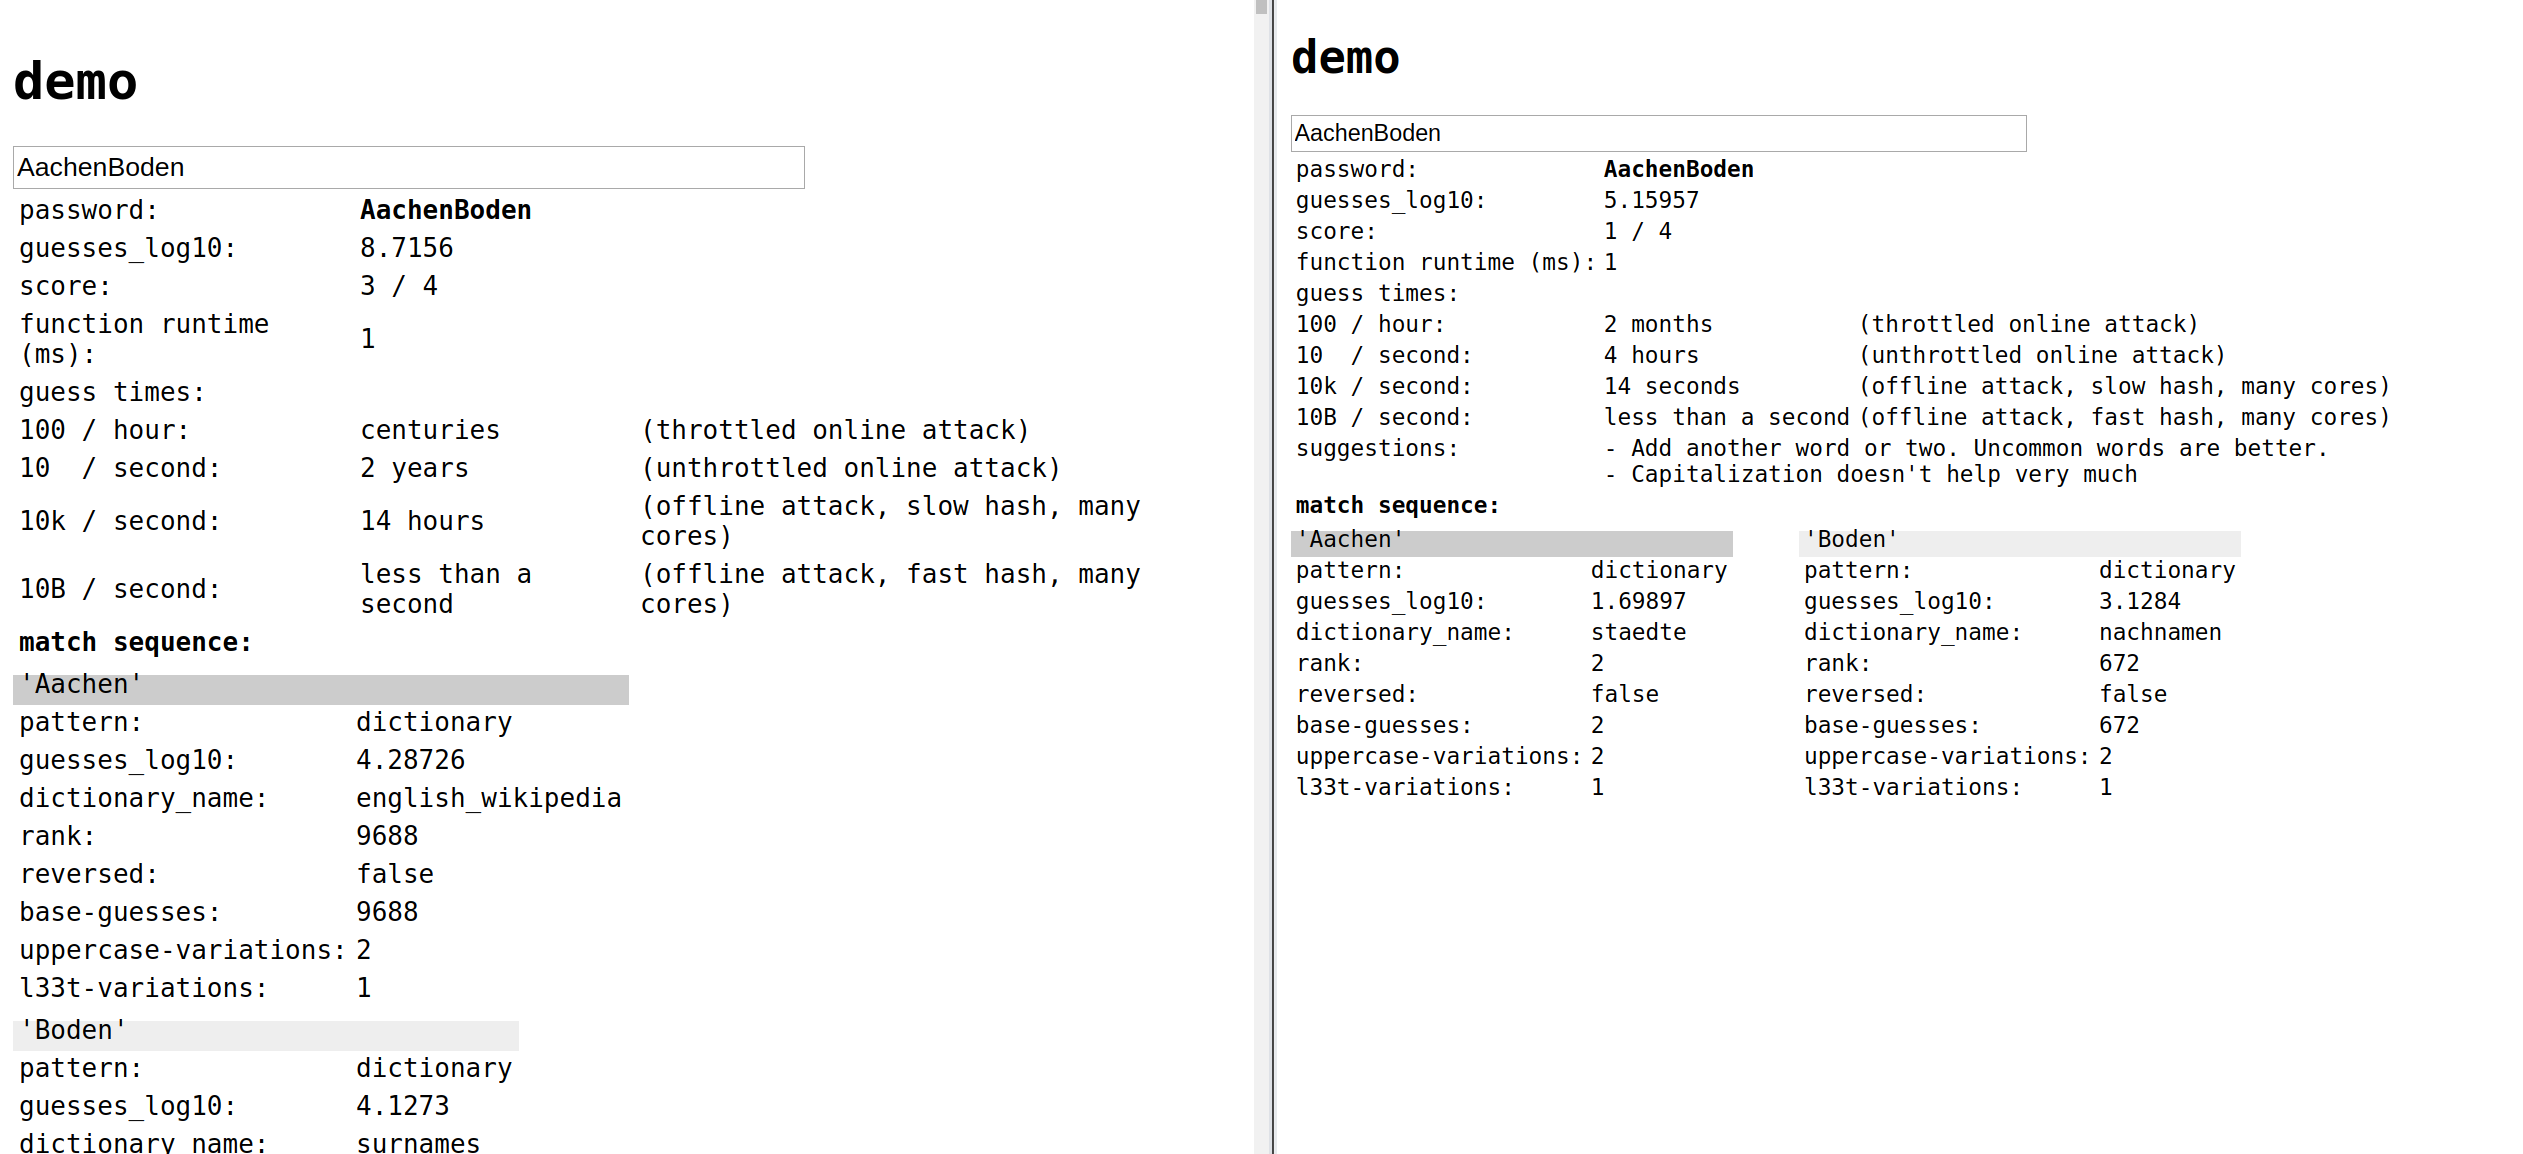 demo
AachenBoden
password: AachenBoden
guesses_log10: 8.7156
score: 3 / 4
function runtime
(ms): 1
guess times:
100 / hour: centuries (throttled online attack)
10  / second: 2 years (unthrottled online attack)
10k / second: 14 hours (offline attack, slow hash, many
cores)
10B / second: less than a
second (offline attack, fast hash, many
cores)
match sequence:
'Aachen'
pattern: dictionary
guesses_log10: 4.28726
dictionary_name: english_wikipedia
rank: 9688
reversed: false
base-guesses: 9688
uppercase-variations: 2
l33t-variations: 1
'Boden'
pattern: dictionary
guesses_log10: 4.1273
dictionary name: surnames
demo
AachenBoden
password: AachenBoden
guesses_log10: 5.15957
score: 1 / 4
function runtime (ms): 1
guess times:
100 / hour: 2 months (throttled online attack)
10  / second: 4 hours (unthrottled online attack)
10k / second: 14 seconds (offline attack, slow hash, many cores)
10B / second: less than a second (offline attack, fast hash, many cores)
suggestions: - Add another word or two. Uncommon words are better.
- Capitalization doesn't help very much
match sequence:
'Aachen'
pattern: dictionary
guesses_log10: 1.69897
dictionary_name: staedte
rank: 2
reversed: false
base-guesses: 2
uppercase-variations: 2
l33t-variations: 1
'Boden'
pattern: dictionary
guesses_log10: 3.1284
dictionary_name: nachnamen
rank: 672
reversed: false
base-guesses: 672
uppercase-variations: 2
l33t-variations: 1